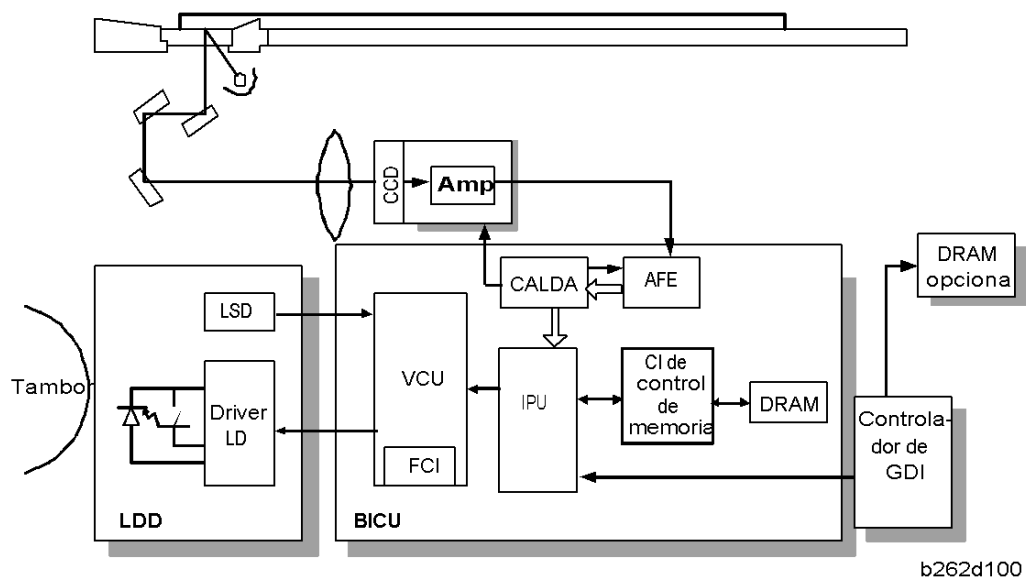 CCD
Amp
DRAM
opciona
CALDA
AFE
LSD
VCU
IPU
CI de
control
de
memoria
DRAM
Tambor
Driver
LD
FCI
Controla-
dor de
GDI
LDD
BICU
b262d100